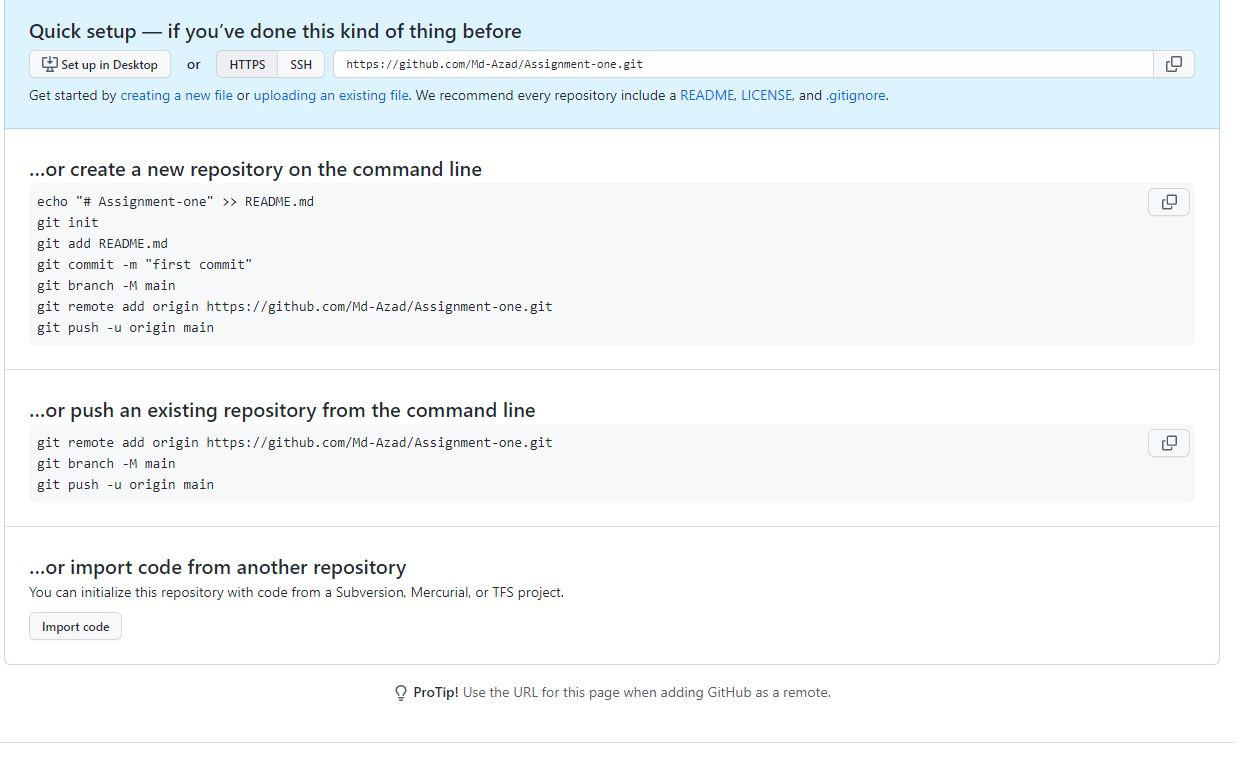 Quick setup — if you’ve done this kind of thing before
Set up in Desktop or HTTPS SSH https://github.com/Md-Azad/Assignment-one.git
Get started by creating a new file or uploading an existing file. We recommend every repository include a README, LICENSE, and .gitignore.
…or create a new repository on the command line
echo "# Assignment-one" >> README.md
git init
git add README.md
git commit -m "first commit"
git branch -M main
git remote add origin https://github.com/Md-Azad/Assignment-one.git
git push -u origin main
…or push an existing repository from the command line
git remote add origin https://github.com/Md-Azad/Assignment-one.git
git branch -M main
git push -u origin main
…or import code from another repository
You can initialize this repository with code from a Subversion, Mercurial, or TFS project.
Import code
ProTip! Use the URL for this page when adding GitHub as a remote.